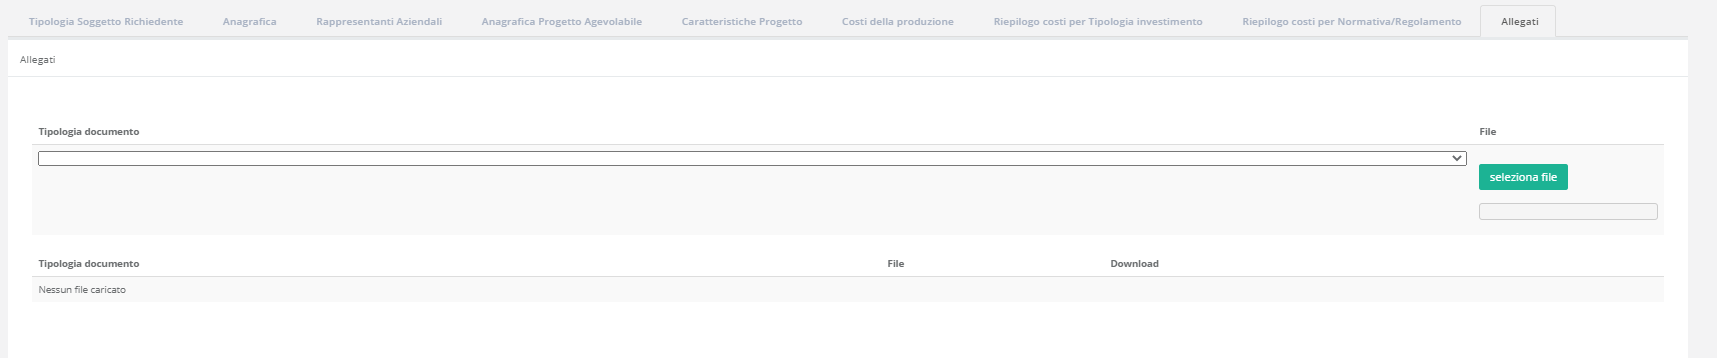 Tipologia Soggetto Richiedente Anagrafica Rappresentanti Aziendali Anagrafica Progetto Agevolabile Caratteristiche Progetto Costi della produzione Riepilogo costi per Tipologia investimento Riepilogo costi per Normativa/Regolamento Allegati
Allegati
Tipologia documento File
seleziona file
Tipologia documento File Download
Nessun file caricato